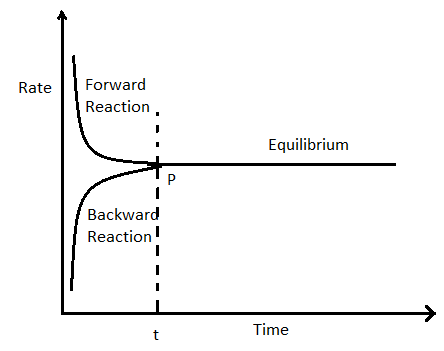 Forward
Reaction
Rate
Equilibrium
P
Backward
Reaction
t
Time